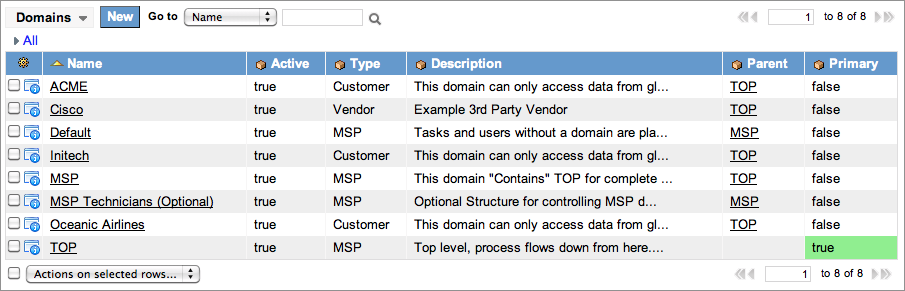 Domains New Go to Name 1 to 8 of 8
All
Name Active Type Description Parent Primary
ACME true Customer This domain can only access data from gl... TOP false
Cisco true Vendor Example 3rd Party Vendor TOP false
Default true MSP Tasks and users without a domain are pla... MSP false
Initech true Customer This domain can only access data from gl... TOP false
MSP true MSP This domain "Contains" TOP for complete ... TOP false
MSP Technicians (Optional) true MSP Optional Structure for controlling MSP d... MSP false
Oceanic Airlines true Customer This domain can only access data from gl... TOP false
TOP true MSP Top level, process flows down from here.... true
Actions on selected rows... 1 to 8 of 8